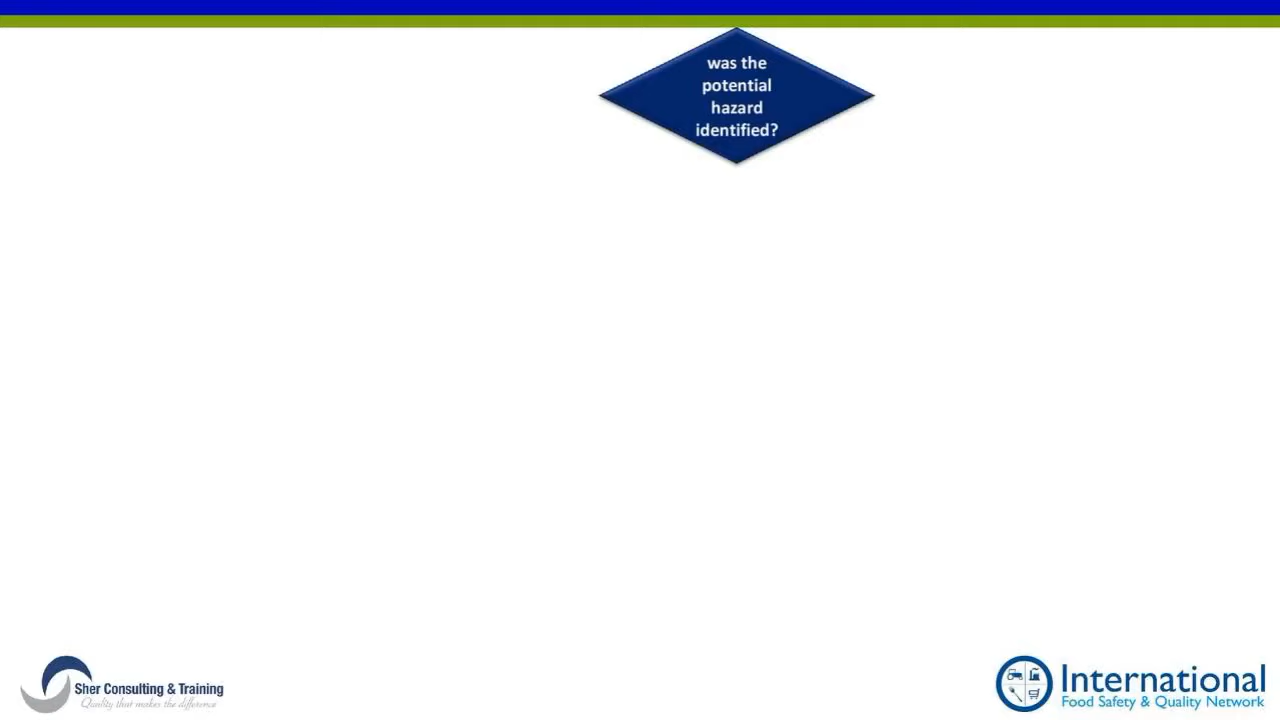 was the
potential
hazard
identified?
Sher Consulting & Training
Quality that makes the difference
International
Food Safety & Quality Network